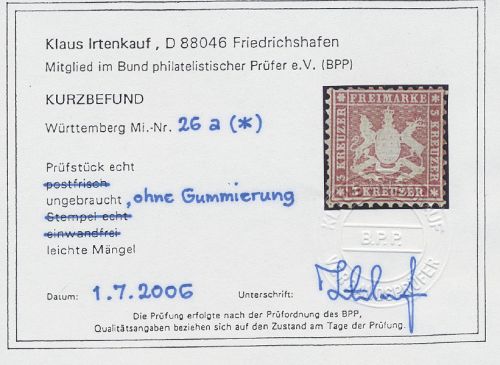 Klaus Irtenkauf, D 88046 Friedrichshafen
Mitglied im Bund philatelistischer Prüfer e.V. (BPP)
KURZBEFUND
Württemberg Mi.-Nr. 26 a (*)
FREIMARKE
3 KREUZER
3 KREUZER
3 KREUZER
Prüfstück echt
postfrisch
ungebraucht, ohne Gummierung
Stempel echt
einwandfrei
leichte Mängel
B.P.P.
Datum: 1.7.2006 Unterschrift:
Die Prüfung erfolgte nach der Prüfordnung des BPP,
Qualitätsangaben beziehen sich auf den Zustand am Tage der Prüfung.